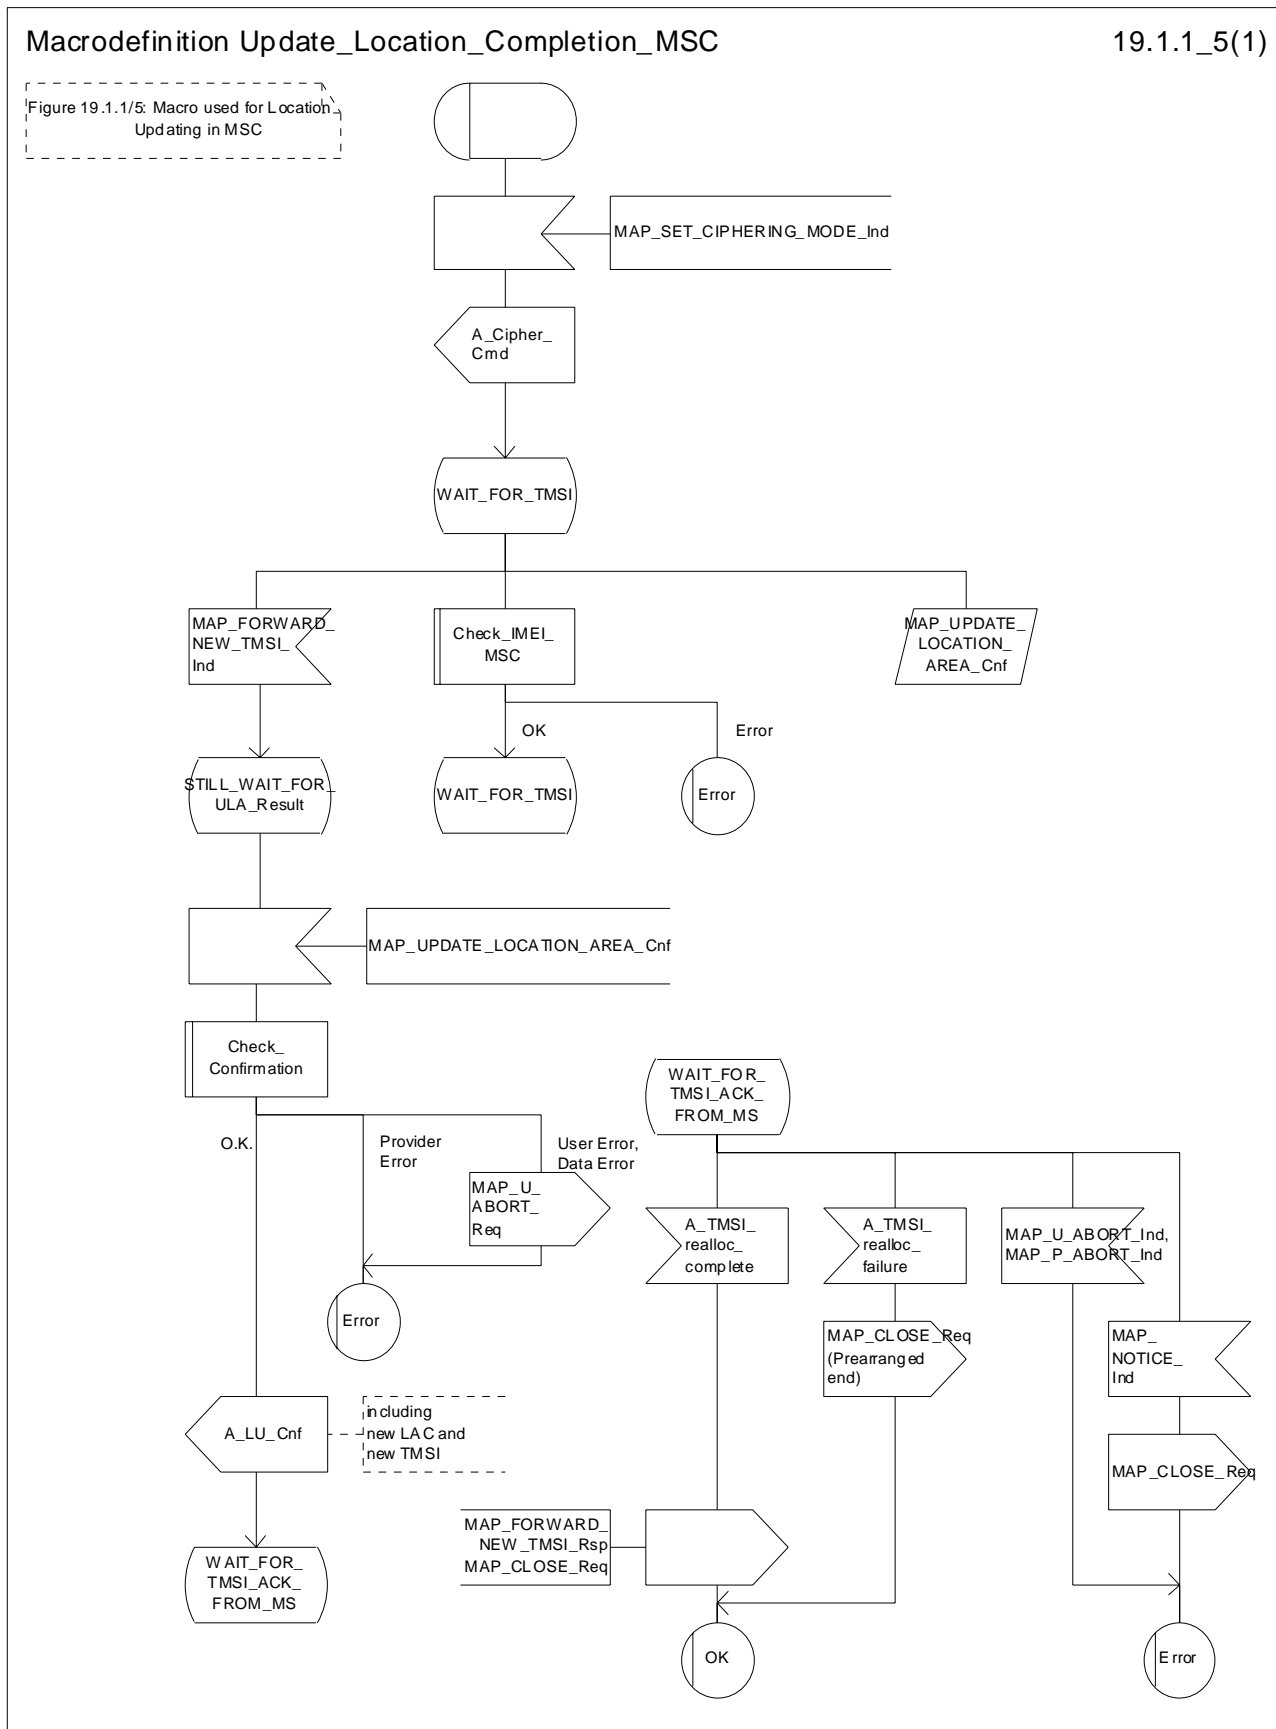 Macrodefinition Update_Location_Completion_MSC
19.1.1_5(1)
Figure 19.1.1/5: Macro used for Location_
Updating in MSC
MAP_SET_CIPHERING_MODE_Ind
A_Cipher_
Cmd
WAIT_FOR_TMSI
MAP_FORWARD_
NEW_TMSI_
Ind
Check_IMEI_
MSC
MAP_UPDATE_
LOCATION_
AREA_Cnf
OK
Error
STILL_WAIT_FOR_
ULA_Result
WAIT_FOR_TMSI
Error
MAP_UPDATE_LOCATION_AREA_Cnf
Check_
Confirmation
O.K.
Provider
Error
User Error,
Data Error
MAP_U_
ABORT_
Req
Error
A_LU_Cnf
including
new LAC and
new TMSI
WAIT_FOR_
TMSI_ACK_
FROM_MS
WAIT_FOR_
TMSI_ACK_
FROM_MS
A_TMSI_
realloc_
complete
A_TMSI_
realloc_
failure
MAP_U_ABORT_Ind,
MAP_P_ABORT_Ind
MAP_CLOSE_Req
(Prearranged
end)
MAP_
NOTICE_
Ind
MAP_CLOSE_Req
MAP_FORWARD_
NEW_TMSI_Rsp
MAP_CLOSE_Req
OK
Error